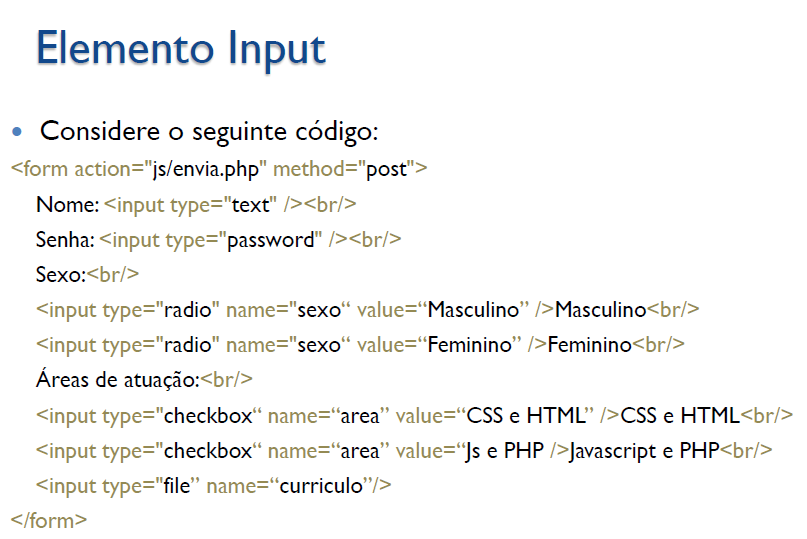 Elemento Input
• Considere o seguinte código:
<form action="js/envia.php" method="post">
Nome: <input type="text" /><br/>
Senha: <input type="password" /><br/>
Sexo:<br/>
<input type="radio" name="sexo“ value=“Masculino” />Masculino<br/>
<input type="radio" name="sexo“ value=“Feminino” />Feminino<br/>
Áreas de atuação:<br/>
<input type="checkbox“ name=“area” value=“CSS e HTML” />CSS e HTML<br/>
<input type="checkbox“ name=“area” value=“Js e PHP />Javascript e PHP<br/>
<input type="file” name=“curriculo”/>
</form>